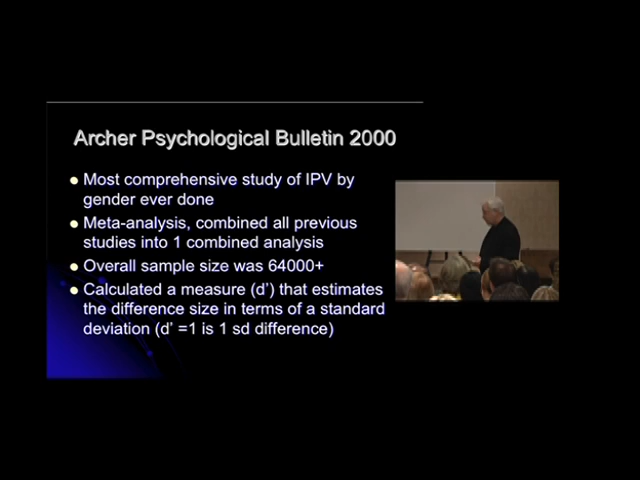 Archer Psychological Bulletin 2000
Most comprehensive study of IPV by
gender ever done
Meta-analysis, combined all previous
studies into 1 combined analysis
Overall sample size was 64000+
Calculated a measure (d’) that estimates
the difference size in terms of a standard
deviation (d’ =1 is 1 sd difference)